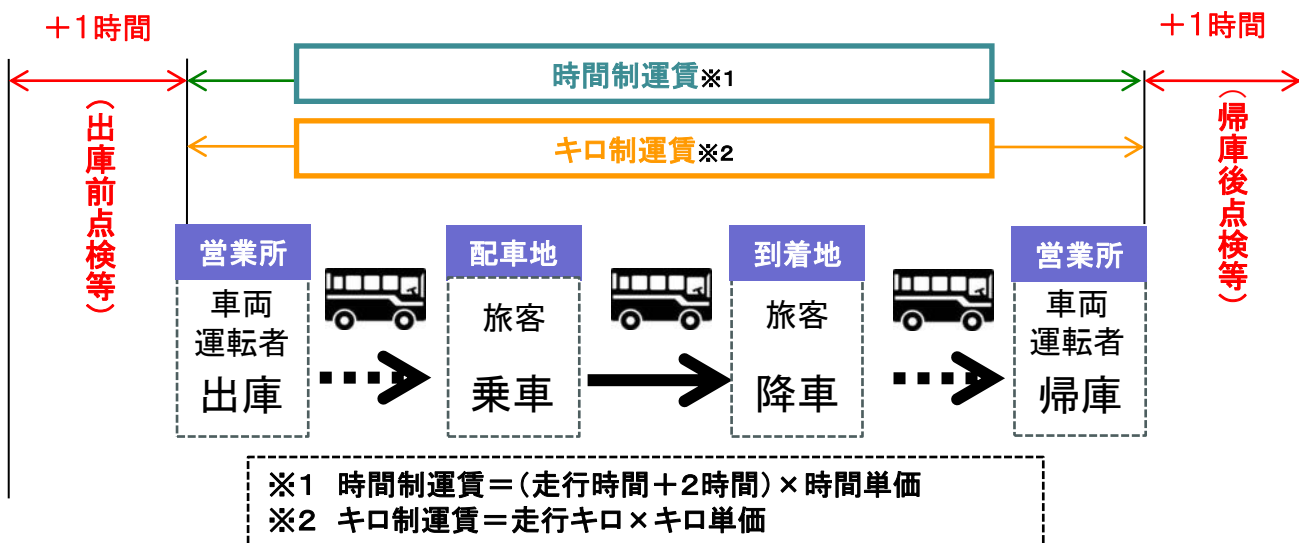 ＋1時間
＋1時間
時間制運賃※1
キロ制運賃※2
（出庫前点検等）
（帰庫後点検等）
営業所
車両
運転者
出庫
配車地
旅客
乗車
到着地
旅客
降車
営業所
車両
運転者
帰庫
※1 時間制運賃＝（走行時間＋2時間）×時間単価
※2 キロ制運賃＝走行キロ×キロ単価